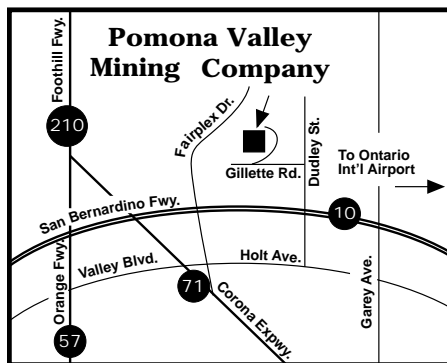 Pomona Valley
Mining Company
Foothill Fwy.
210
Fairplex Dr.
Dudley St.
Gillette Rd.
To Ontario
Int'l Airport
San Bernardino Fwy.
10
Orange Fwy.
Valley Blvd.
Holt Ave.
71
Corona Expwy.
Garey Ave.
57